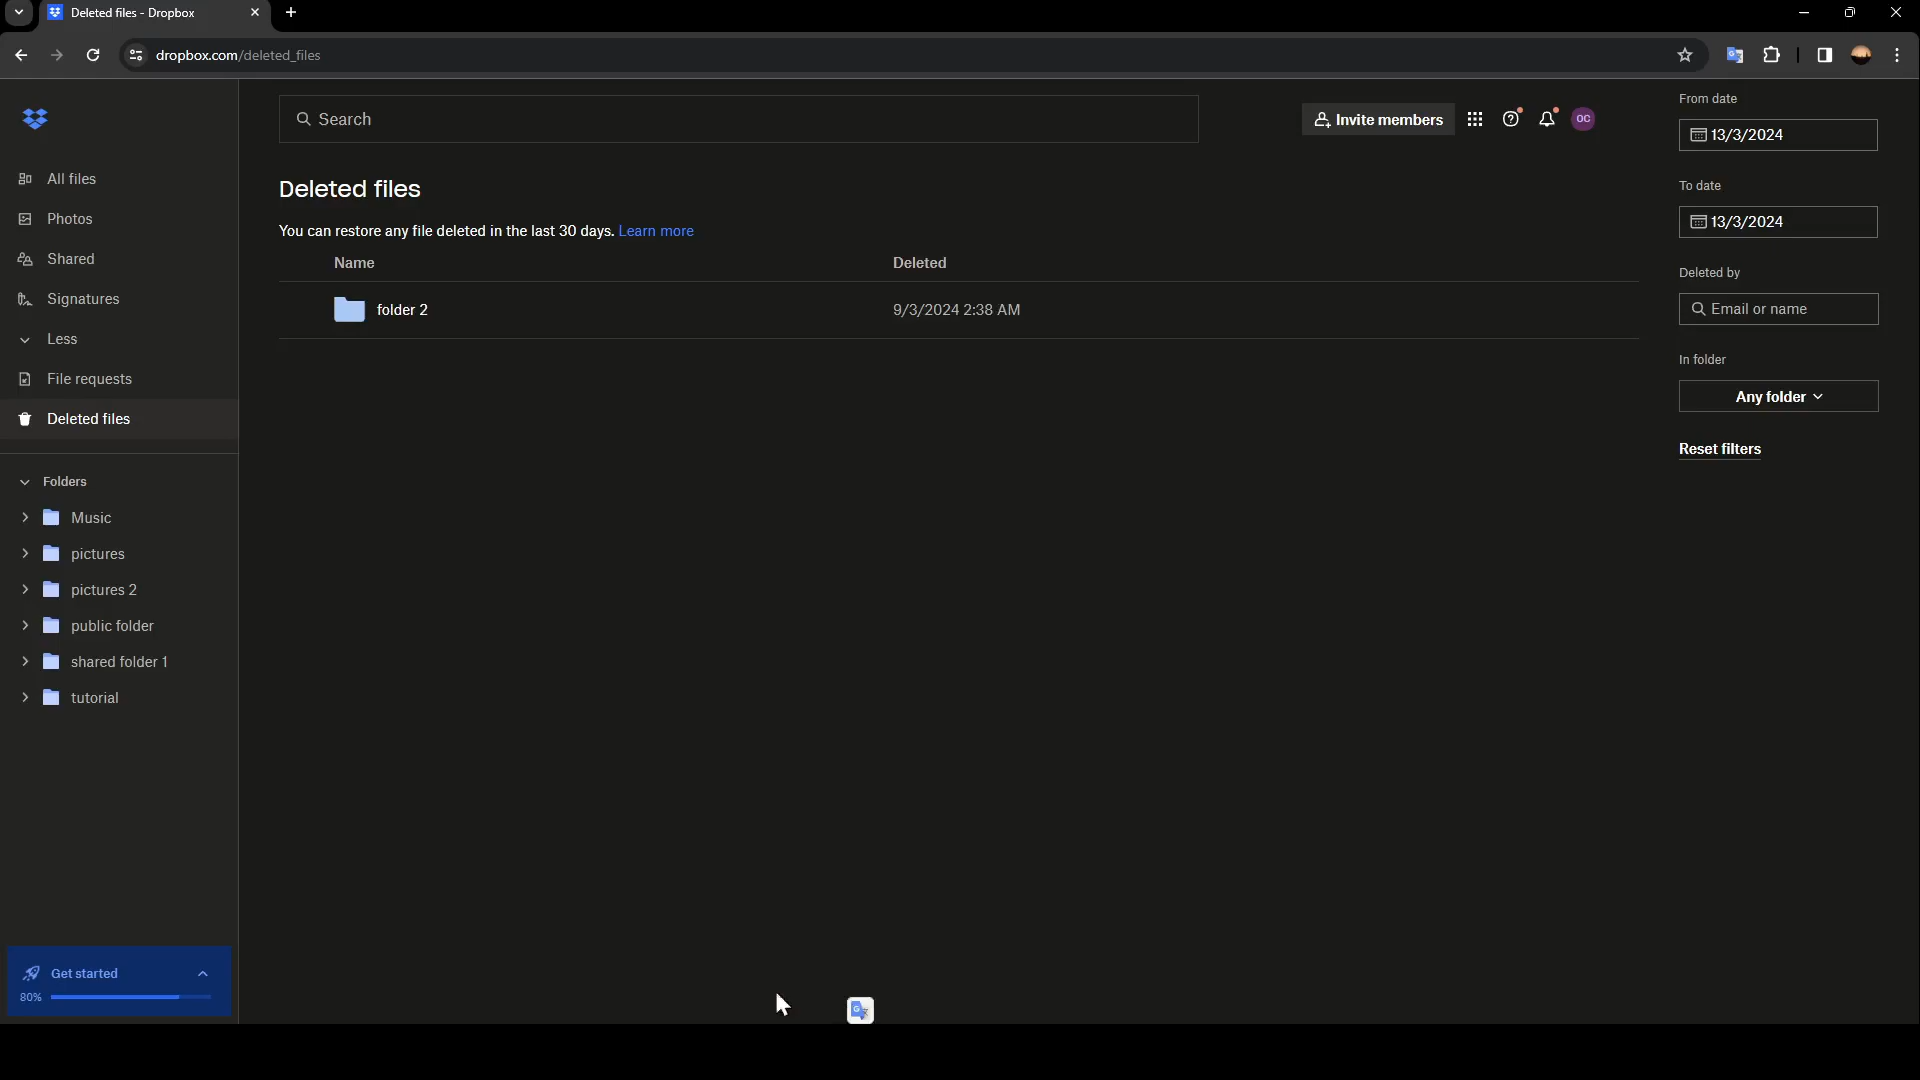 Deleted files - Dropbox
dropbox.com/deleted_files
Search
Invite members
OC
All files
Photos
Shared
Signatures
Less
File requests
Deleted files
Folders
Music
pictures
pictures 2
public folder
shared folder 1
tutorial
Get started
80%
Deleted files
You can restore any file deleted in the last 30 days. Learn more
Name Deleted
folder 2 9/3/2024 2:38 AM
From date
13/3/2024
To date
13/3/2024
Deleted by
Email or name
In folder
Any folder
Reset filters